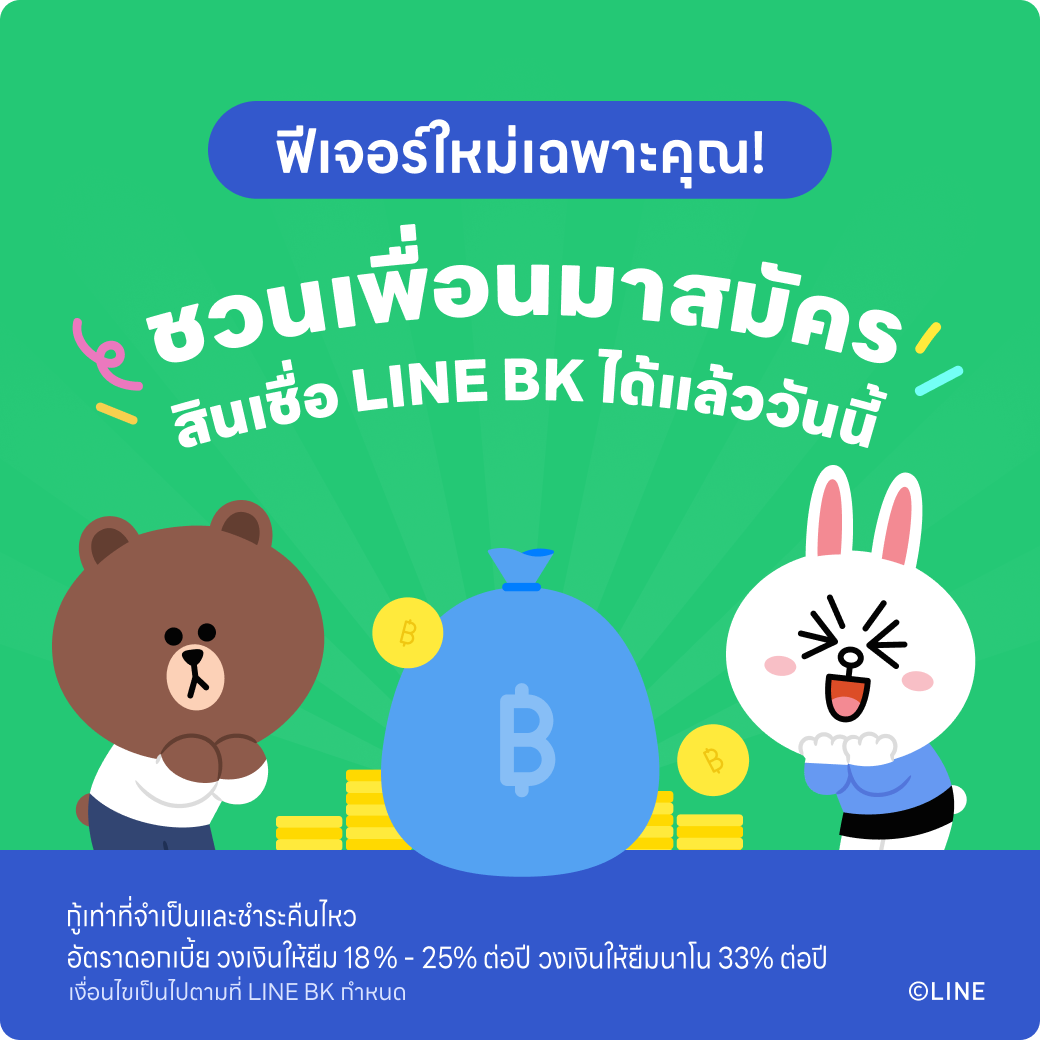 ฟีเจอร์ใหม่เฉพาะคุณ!
ชวนเพื่อนมาสมัคร
สินเชื่อ LINE BK ได้แล้ววันนี้
฿
฿
฿
กู้เท่าที่จำเป็นและชำระคืนไหว
อัตราดอกเบี้ย วงเงินให้ยืม 18% - 25% ต่อปี วงเงินให้ยืมนาโน 33% ต่อปี
เงื่อนไขเป็นไปตามที่ LINE BK กำหนด
©LINE